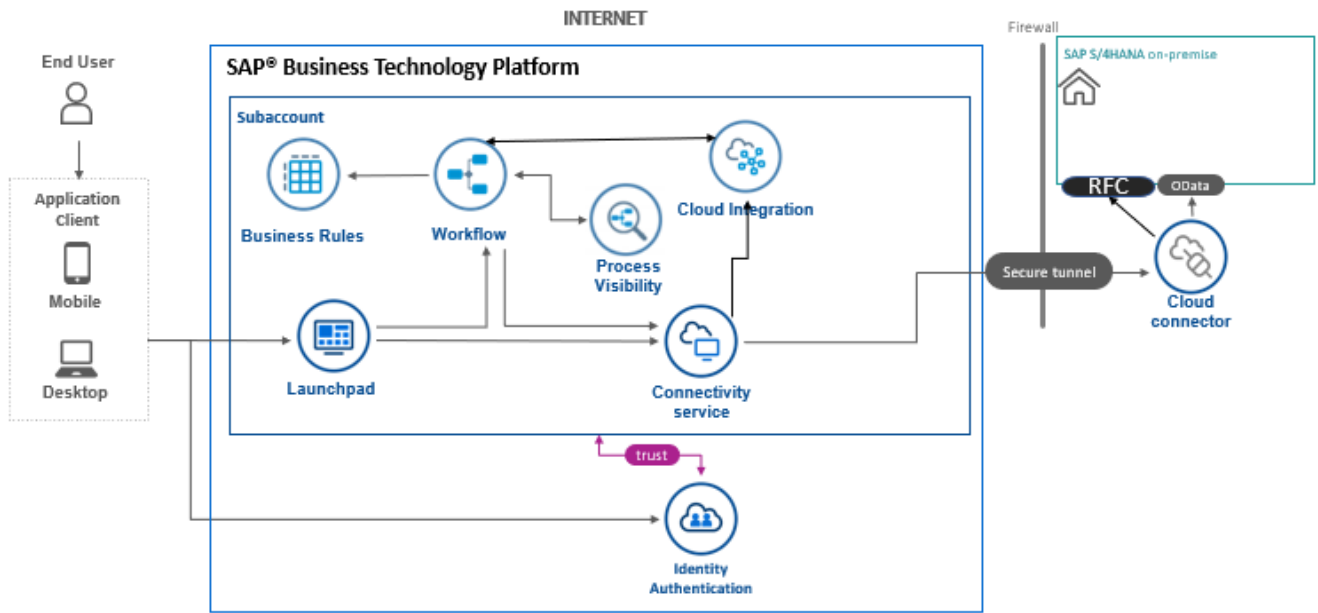 INTERNET
Firewall
End User
SAP® Business Technology Platform
SAP S/4HANA on-premise
Subaccount
Application
Client
Business Rules
Workflow
Cloud Integration
RFC
OData
Process
Visibility
Mobile
Secure tunnel
Cloud
connector
Desktop
Launchpad
Connectivity
service
trust
Identity
Authentication